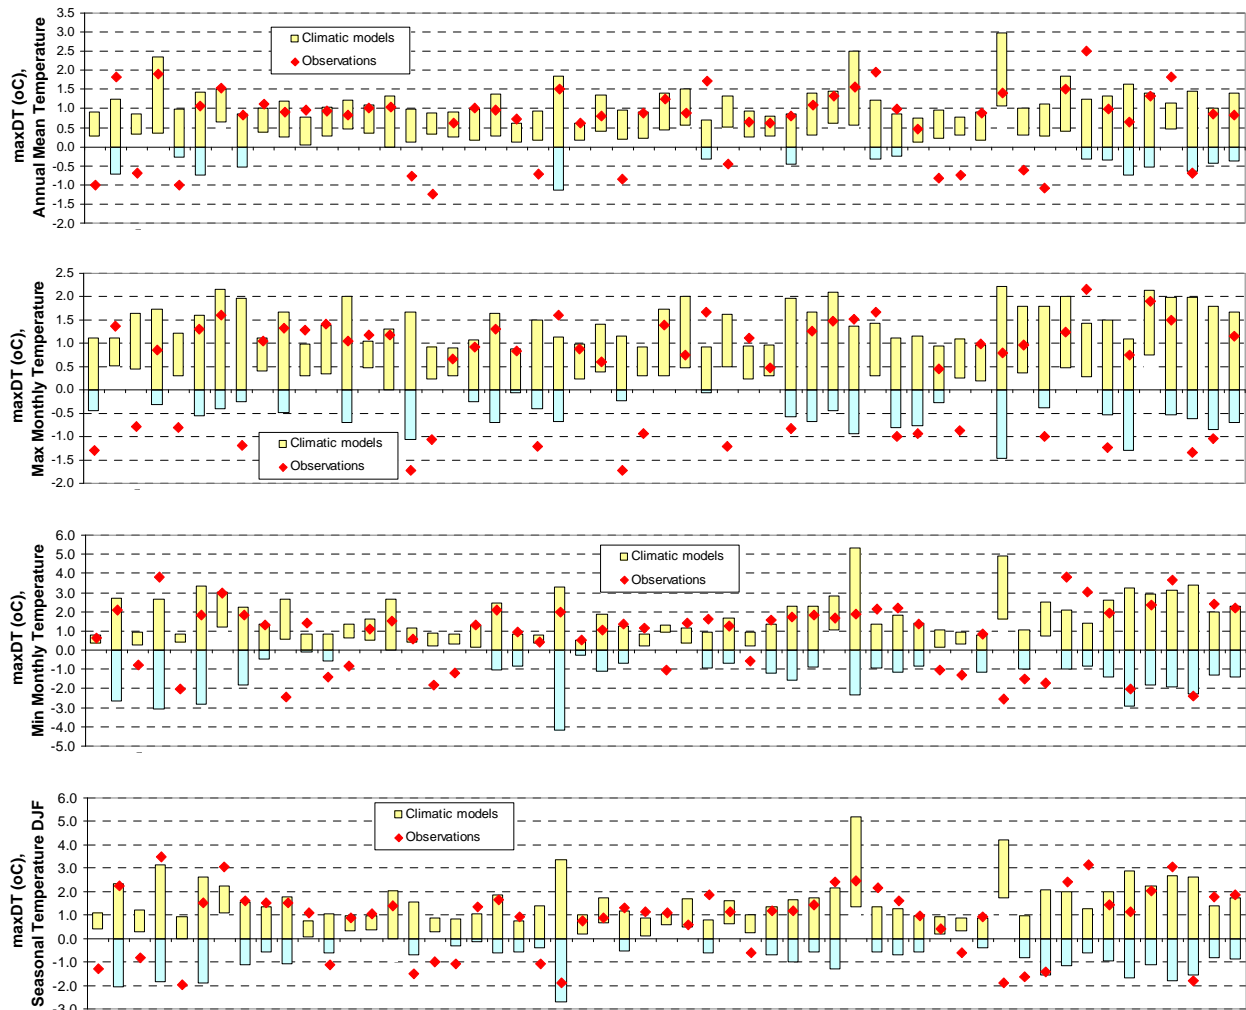 maxDT (oC),
Annual Mean Temperature
3.5
3.0
2.5
2.0
1.5
1.0
0.5
0.0
-0.5
-1.0
-1.5
-2.0
Climatic models
Observations
maxDT (oC),
Max Monthly Temperature
2.5
2.0
1.5
1.0
0.5
0.0
-0.5
-1.0
-1.5
-2.0
Climatic models
Observations
maxDT (oC),
Min Monthly Temperature
6.0
5.0
4.0
3.0
2.0
1.0
0.0
-1.0
-2.0
-3.0
-4.0
-5.0
Climatic models
Observations
maxDT (oC),
Seasonal Temperature DJF
6.0
5.0
4.0
3.0
2.0
1.0
0.0
-1.0
-2.0
-3.0
Climatic models
Observations